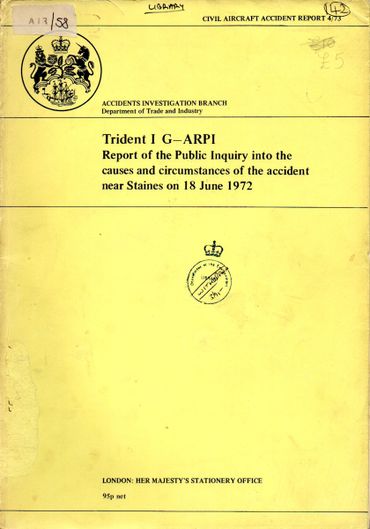 LIBRARY
142
A13/58
CIVIL AIRCRAFT ACCIDENT REPORT 4/73
£5
ACCIDENTS INVESTIGATION BRANCH
Department of Trade and Industry
Trident I G—ARPI
Report of the Public Inquiry into the
causes and circumstances of the accident
near Staines on 18 June 1972
LONDON: HER MAJESTY'S STATIONERY OFFICE
95p net